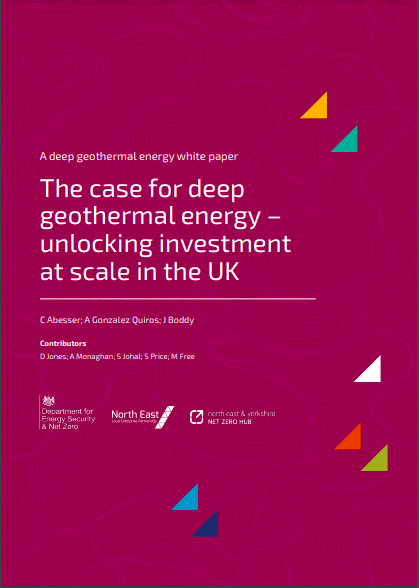 A deep geothermal energy white paper
The case for deep
geothermal energy –
unlocking investment
at scale in the UK
C Abesser; A Gonzalez Quiros; J Boddy
Contributors
D Jones; A Monaghan; S Johal; S Price; M Free
Department for
Energy Security
& Net Zero
North East
Local Enterprise Partnership
north east & yorkshire
NET ZERO HUB